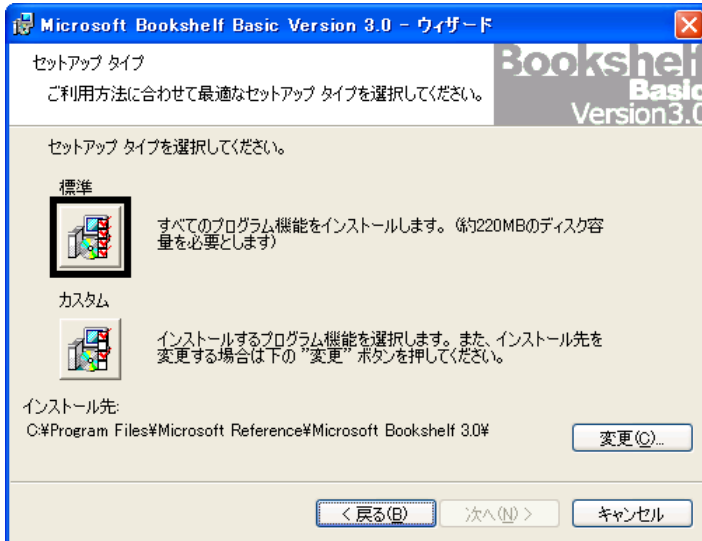 Microsoft Bookshelf Basic Version 3.0 - ウィザード
セットアップ タイプ
ご利用方法に合わせて最適なセットアップ タイプを選択してください。
Bookshelf
Basic
Version3.0
セットアップ タイプを選択してください。
標準
すべてのプログラム機能をインストールします。(約220MBのディスク容
量を必要とします)
カスタム
インストールするプログラム機能を選択します。また、インストール先を
変更する場合は下の "変更" ボタンを押してください。
インストール先:
C:¥Program Files¥Microsoft Reference¥Microsoft Bookshelf 3.0¥
変更(C)...
< 戻る(B)
次へ(N) >
キャンセル